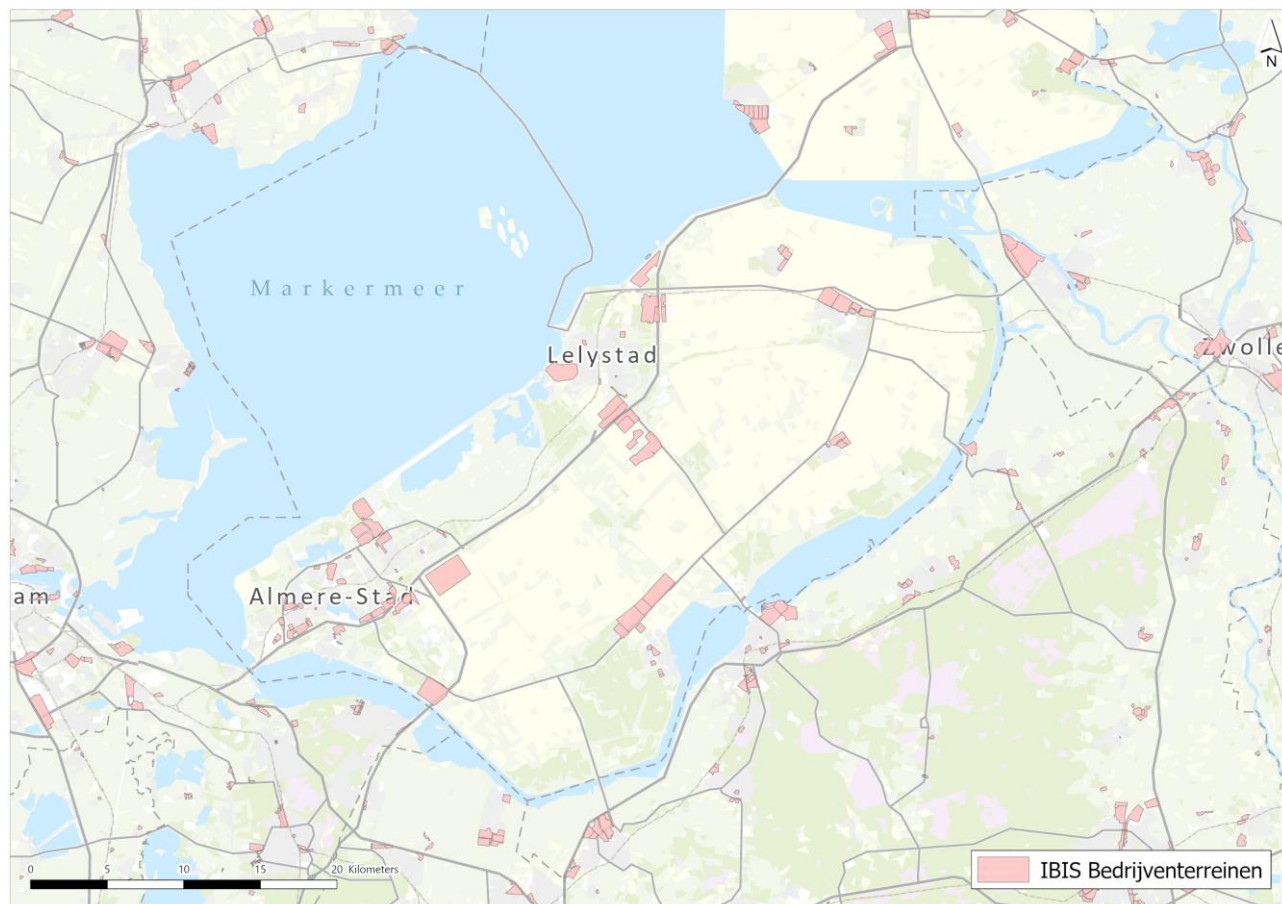 N
Markermeer
Lelystad
Zwolle
Almere-Stad
am
0 5 10 15 20 Kilometers
IBIS Bedrijventerreinen